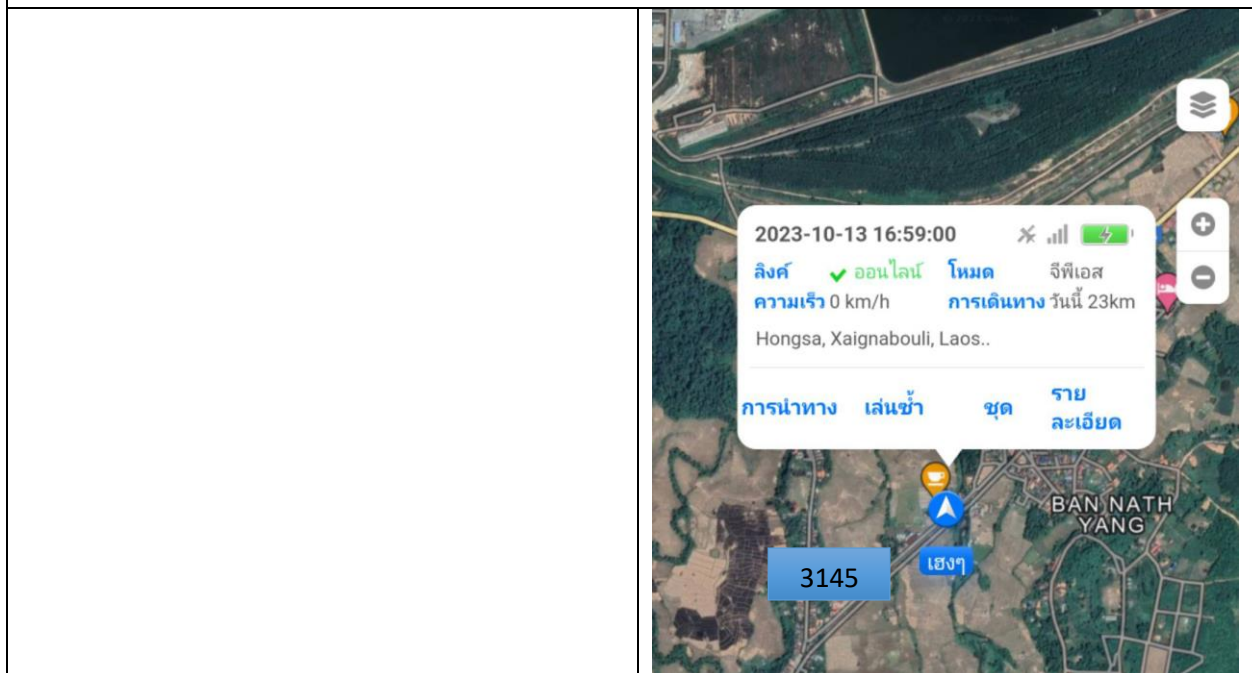 2023-10-13 16:59:00
ลิงค์ ออนไลน์ โหมด จีพีเอส
ความเร็ว 0 km/h การเดินทาง วันนี้ 23km
Hongsa, Xaignabouli, Laos..
การนำทาง เล่นซ้ำ ชุด ราย
ละเอียด
BAN NATH
YANG
เฮงๆ
3145